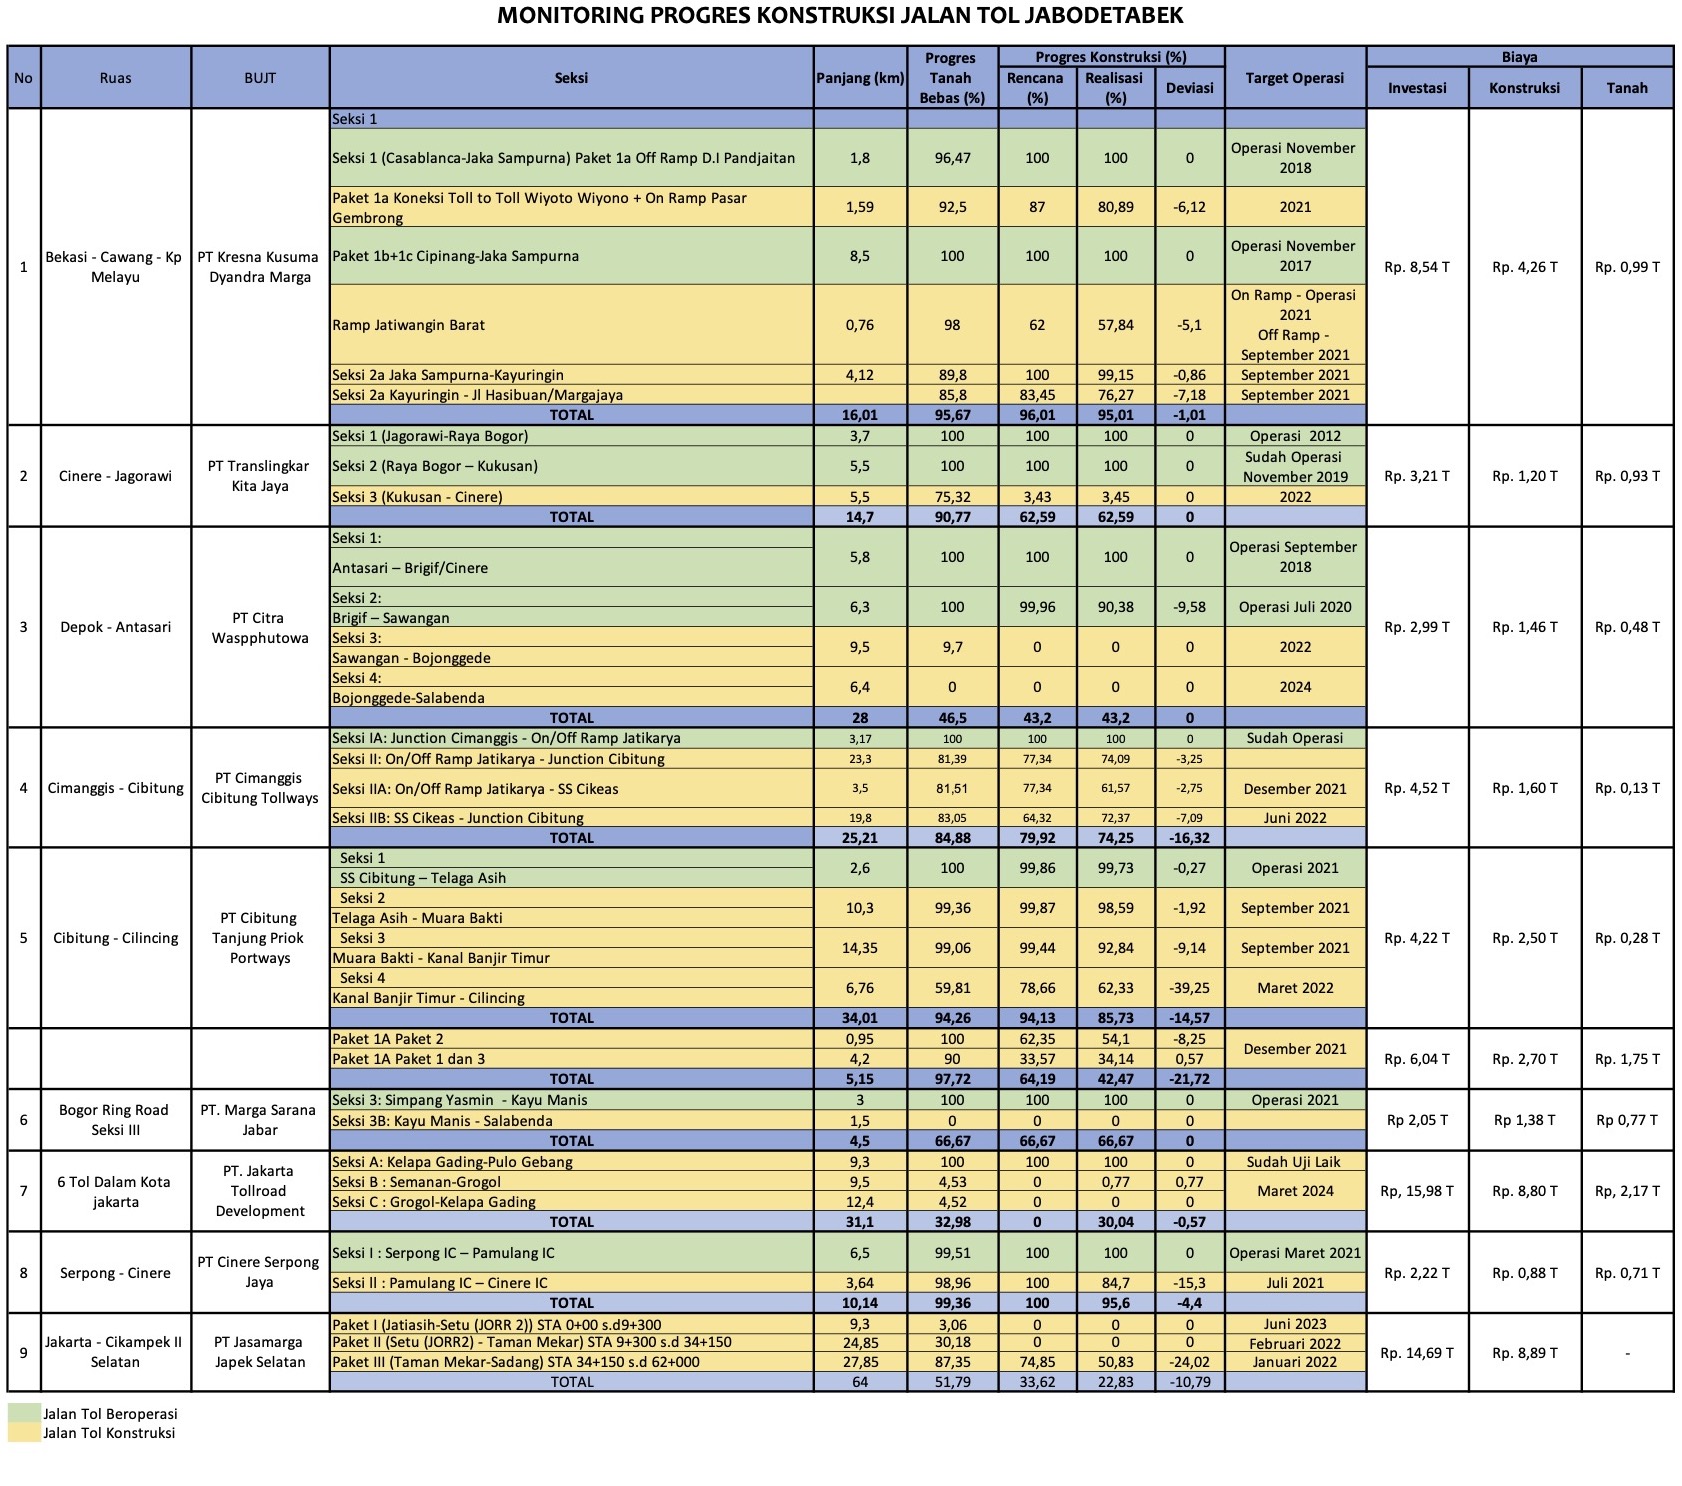 MONITORING PROGRES KONSTRUKSI JALAN TOL JABODETABEK
No Ruas BUJT Seksi Panjang (km) Progres Tanah Bebas (%) Progres Konstruksi (%) Target Operasi Biaya
Rencana (%) Realisasi (%) Deviasi Investasi Konstruksi Tanah
1 Bekasi - Cawang - Kp Melayu PT Kresna Kusuma Dyandra Marga Rp. 8,54 T Rp. 4,26 T Rp. 0,99 T
Seksi 1
Seksi 1 (Casablanca-Jaka Sampurna) Paket 1a Off Ramp D.I Pandjaitan 1,8 96,47 100 100 0 Operasi November 2018
Paket 1a Koneksi Toll to Toll Wiyoto Wiyono + On Ramp Pasar Gembrong 1,59 92,5 87 80,89 -6,12 2021
Paket 1b+1c Cipinang-Jaka Sampurna 8,5 100 100 100 0 Operasi November 2017
Ramp Jatiwangin Barat 0,76 98 62 57,84 -5,1 On Ramp - Operasi 2021 Off Ramp - September 2021
Seksi 2a Jaka Sampurna-Kayuringin 4,12 89,8 100 99,15 -0,86 September 2021
Seksi 2a Kayuringin - Jl Hasibuan/Margajaya 85,8 83,45 76,27 -7,18 September 2021
TOTAL 16,01 95,67 96,01 95,01 -1,01
2 Cinere - Jagorawi PT Translingkar Kita Jaya Rp. 3,21 T Rp. 1,20 T Rp. 0,93 T
Seksi 1 (Jagorawi-Raya Bogor) 3,7 100 100 100 0 Operasi 2012
Seksi 2 (Raya Bogor – Kukusan) 5,5 100 100 100 0 Sudah Operasi November 2019
Seksi 3 (Kukusan - Cinere) 5,5 75,32 3,43 3,45 0 2022
TOTAL 14,7 90,77 62,59 62,59 0
3 Depok - Antasari PT Citra Waspphutowa Rp. 2,99 T Rp. 1,46 T Rp. 0,48 T
Seksi 1:
Antasari – Brigif/Cinere 5,8 100 100 100 0 Operasi September 2018
Seksi 2:
Brigif – Sawangan 6,3 100 99,96 90,38 -9,58 Operasi Juli 2020
Seksi 3:
Sawangan - Bojonggede 9,5 9,7 0 0 0 2022
Seksi 4:
Bojonggede-Salabenda 6,4 0 0 0 0 2024
TOTAL 28 46,5 43,2 43,2 0
4 Cimanggis - Cibitung PT Cimanggis Cibitung Tollways Rp. 4,52 T Rp. 1,60 T Rp. 0,13 T
Seksi IA: Junction Cimanggis - On/Off Ramp Jatikarya 3,17 100 100 100 0 Sudah Operasi
Seksi II: On/Off Ramp Jatikarya - Junction Cibitung 23,3 81,39 77,34 74,09 -3,25
Seksi IIA: On/Off Ramp Jatikarya - SS Cikeas 3,5 81,51 77,34 61,57 -2,75 Desember 2021
Seksi IIB: SS Cikeas - Junction Cibitung 19,8 83,05 64,32 72,37 -7,09 Juni 2022
TOTAL 25,21 84,88 79,92 74,25 -16,32
5 Cibitung - Cilincing PT Cibitung Tanjung Priok Portways Rp. 4,22 T Rp. 2,50 T Rp. 0,28 T
Seksi 1
SS Cibitung – Telaga Asih 2,6 100 99,86 99,73 -0,27 Operasi 2021
Seksi 2
Telaga Asih - Muara Bakti 10,3 99,36 99,87 98,59 -1,92 September 2021
Seksi 3
Muara Bakti - Kanal Banjir Timur 14,35 99,06 99,44 92,84 -9,14 September 2021
Seksi 4
Kanal Banjir Timur - Cilincing 6,76 59,81 78,66 62,33 -39,25 Maret 2022
TOTAL 34,01 94,26 94,13 85,73 -14,57
Paket 1A Paket 2 0,95 100 62,35 54,1 -8,25 Desember 2021 Rp. 6,04 T Rp. 2,70 T Rp. 1,75 T
Paket 1A Paket 1 dan 3 4,2 90 33,57 34,14 0,57
TOTAL 5,15 97,72 64,19 42,47 -21,72
6 Bogor Ring Road Seksi III PT. Marga Sarana Jabar Rp 2,05 T Rp 1,38 T Rp 0,77 T
Seksi 3: Simpang Yasmin - Kayu Manis 3 100 100 100 0 Operasi 2021
Seksi 3B: Kayu Manis - Salabenda 1,5 0 0 0 0
TOTAL 4,5 66,67 66,67 66,67 0
7 6 Tol Dalam Kota jakarta PT. Jakarta Tollroad Development Rp, 15,98 T Rp. 8,80 T Rp, 2,17 T
Seksi A: Kelapa Gading-Pulo Gebang 9,3 100 100 100 0 Sudah Uji Laik
Seksi B : Semanan-Grogol 9,5 4,53 0 0,77 0,77 Maret 2024
Seksi C : Grogol-Kelapa Gading 12,4 4,52 0 0 0
TOTAL 31,1 32,98 0 30,04 -0,57
8 Serpong - Cinere PT Cinere Serpong Jaya Rp. 2,22 T Rp. 0,88 T Rp. 0,71 T
Seksi I : Serpong IC – Pamulang IC 6,5 99,51 100 100 0 Operasi Maret 2021
Seksi ll : Pamulang IC – Cinere IC 3,64 98,96 100 84,7 -15,3 Juli 2021
TOTAL 10,14 99,36 100 95,6 -4,4
9 Jakarta - Cikampek II Selatan PT Jasamarga Japek Selatan Rp. 14,69 T Rp. 8,89 T -
Paket I (Jatiasih-Setu (JORR 2)) STA 0+00 s.d9+300 9,3 3,06 0 0 0 Juni 2023
Paket II (Setu (JORR2) - Taman Mekar) STA 9+300 s.d 34+150 24,85 30,18 0 0 0 Februari 2022
Paket III (Taman Mekar-Sadang) STA 34+150 s.d 62+000 27,85 87,35 74,85 50,83 -24,02 Januari 2022
TOTAL 64 51,79 33,62 22,83 -10,79
Jalan Tol Beroperasi
Jalan Tol Konstruksi